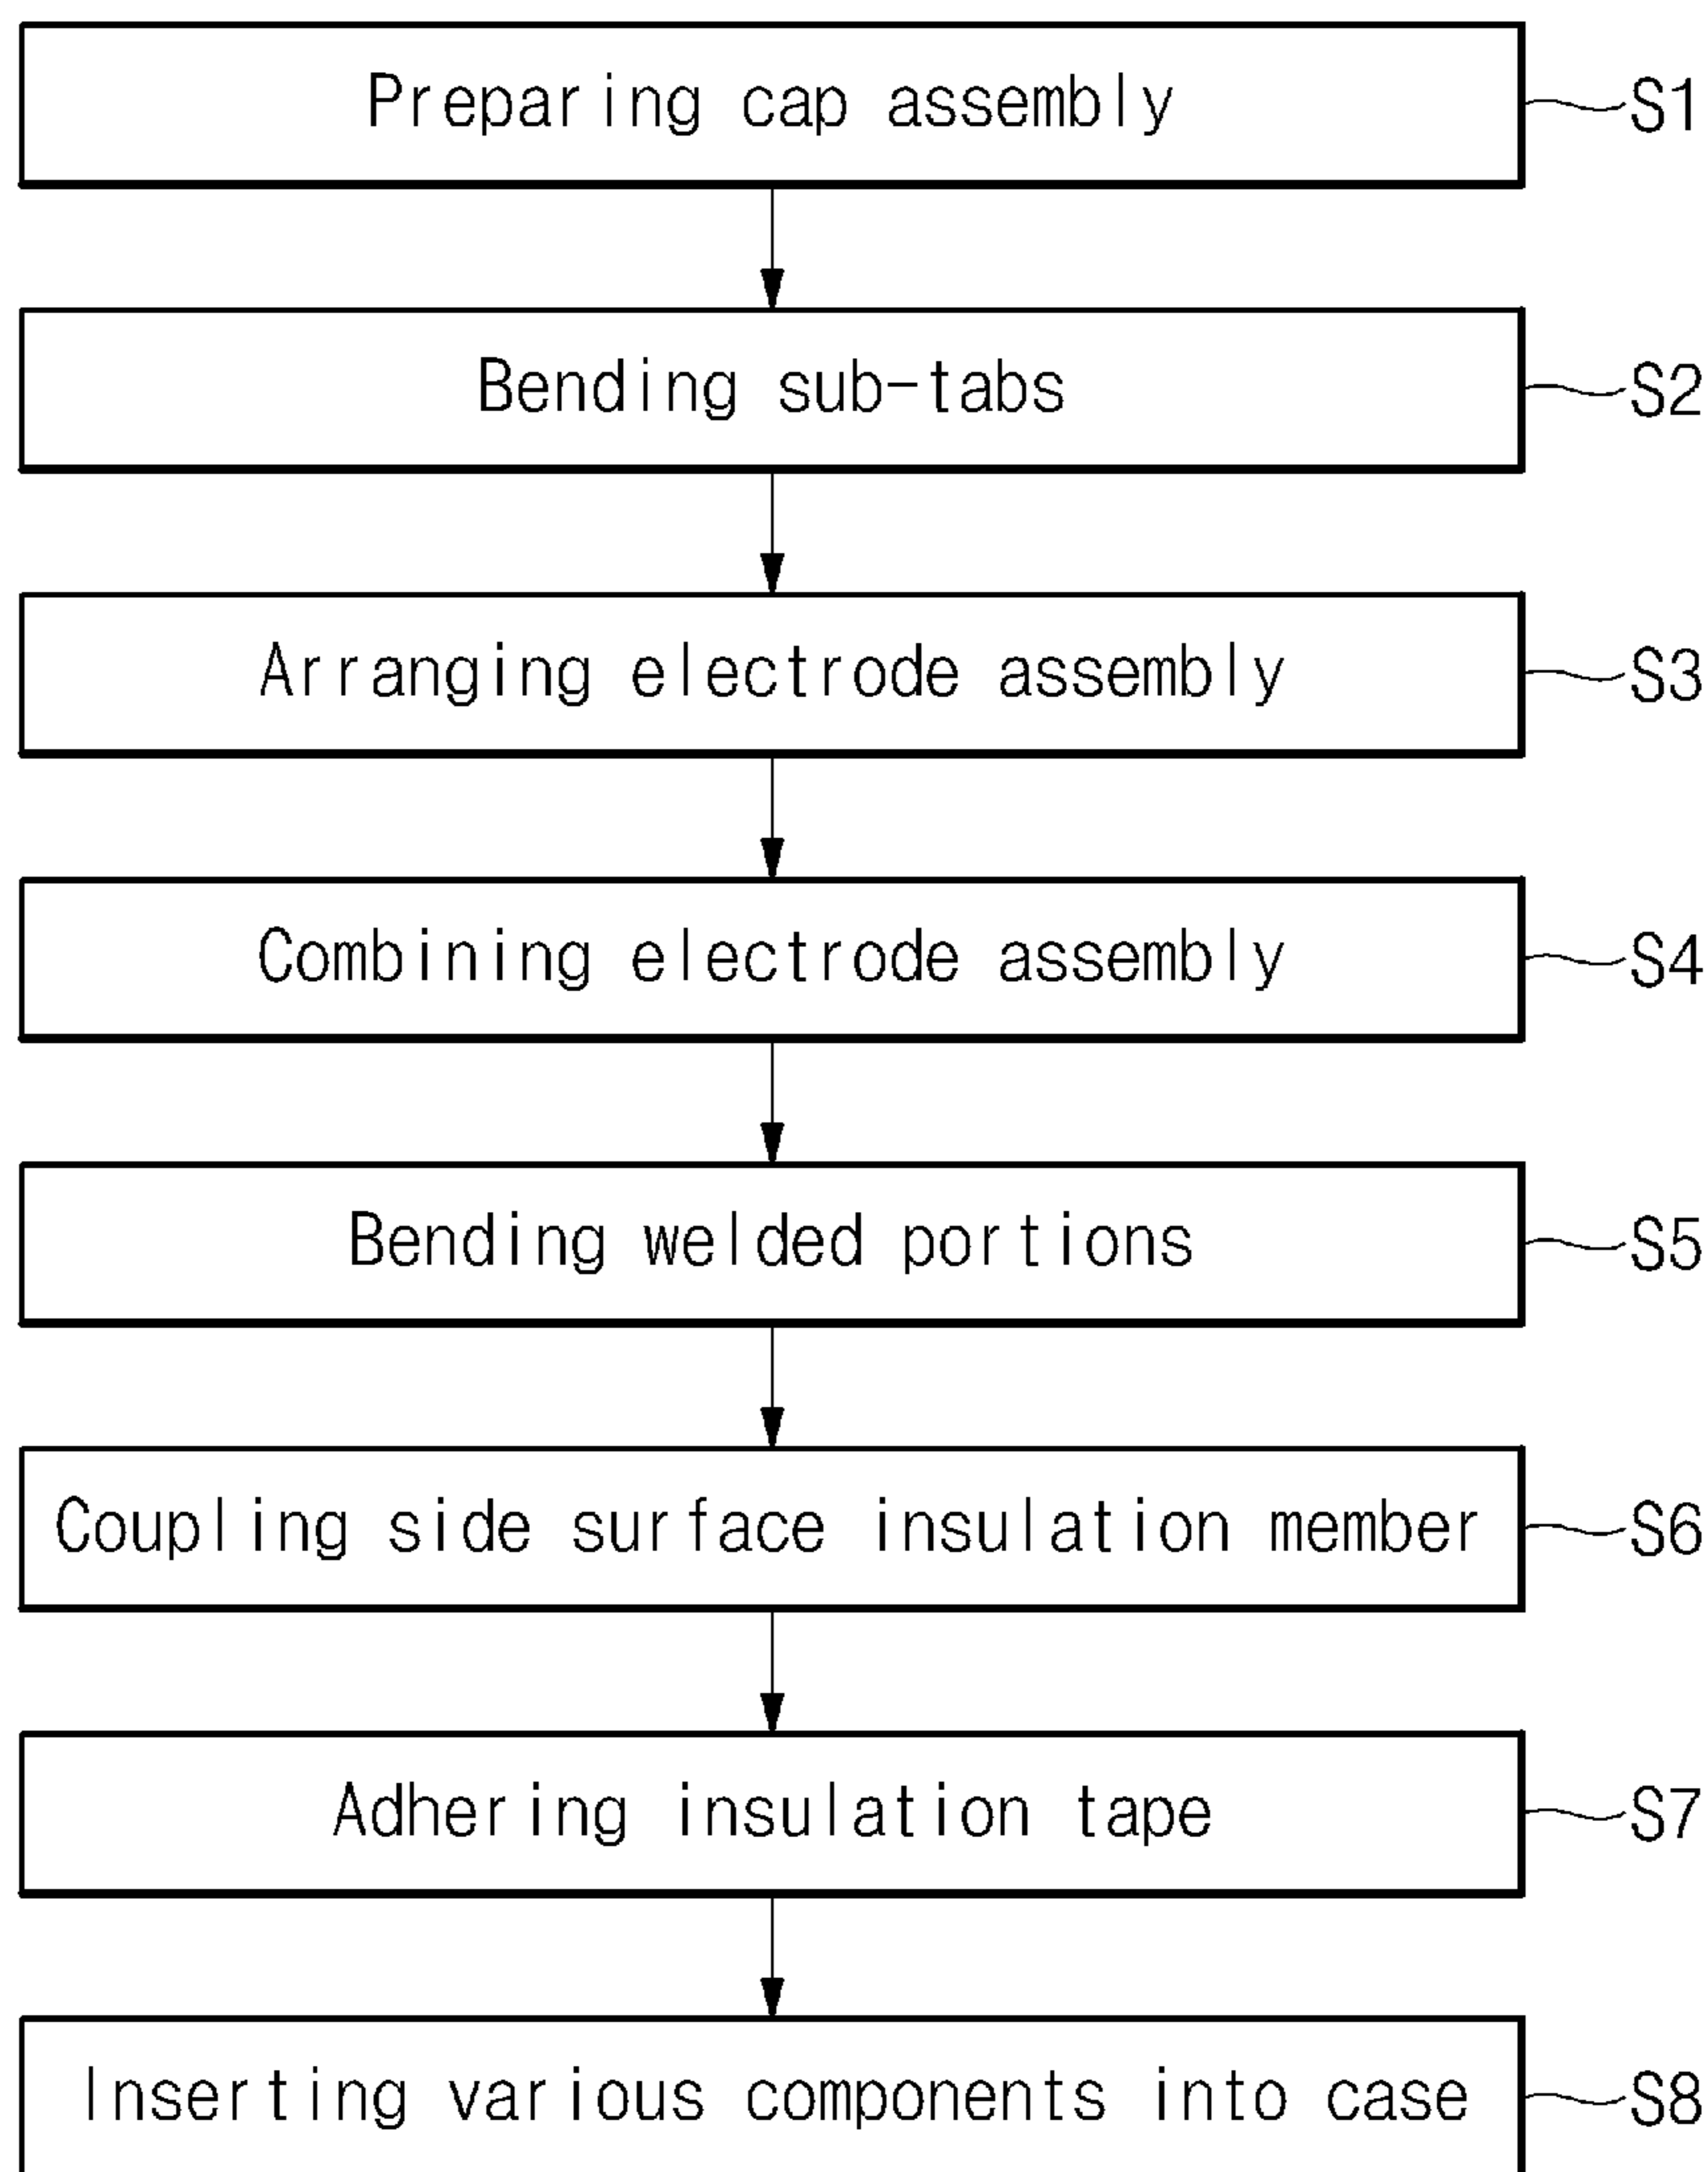 Preparing cap assembly S1
Bending sub-tabs S2
Arranging electrode assembly S3
Combining electrode assembly S4
Bending welded portions S5
Coupling side surface insulation member S6
Adhering insulation tape S7
Inserting various components into case S8